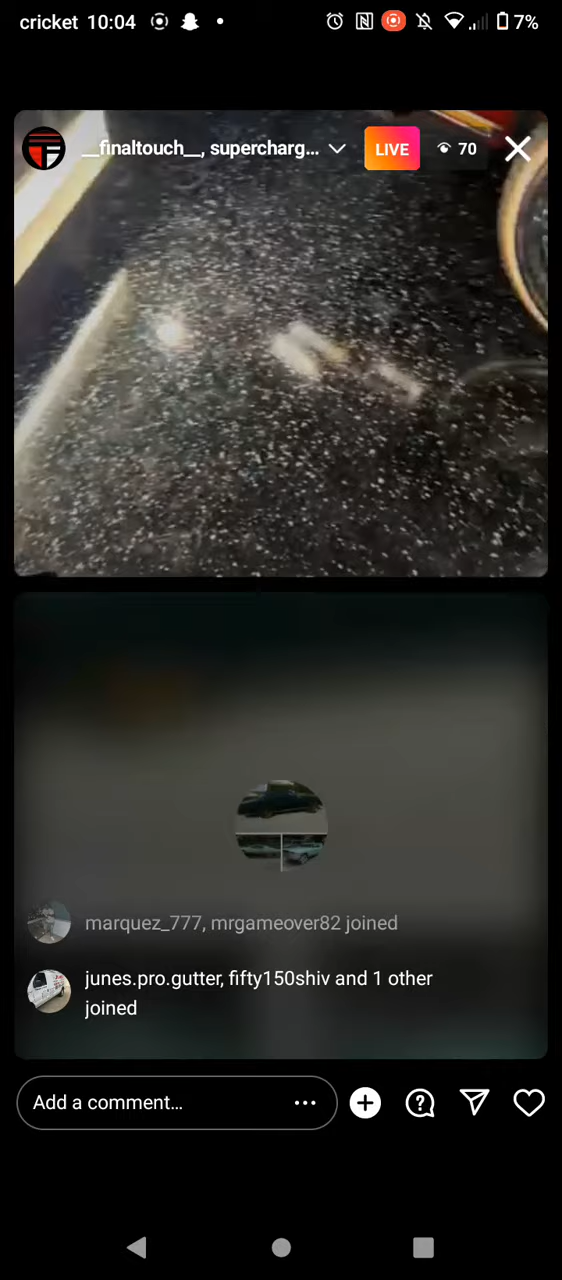 cricket 10:04 7%
__finaltouch__, supercharg... LIVE 70
marquez_777, mrgameover82 joined
junes.pro.gutter, fifty150shiv and 1 other
joined
Add a comment...